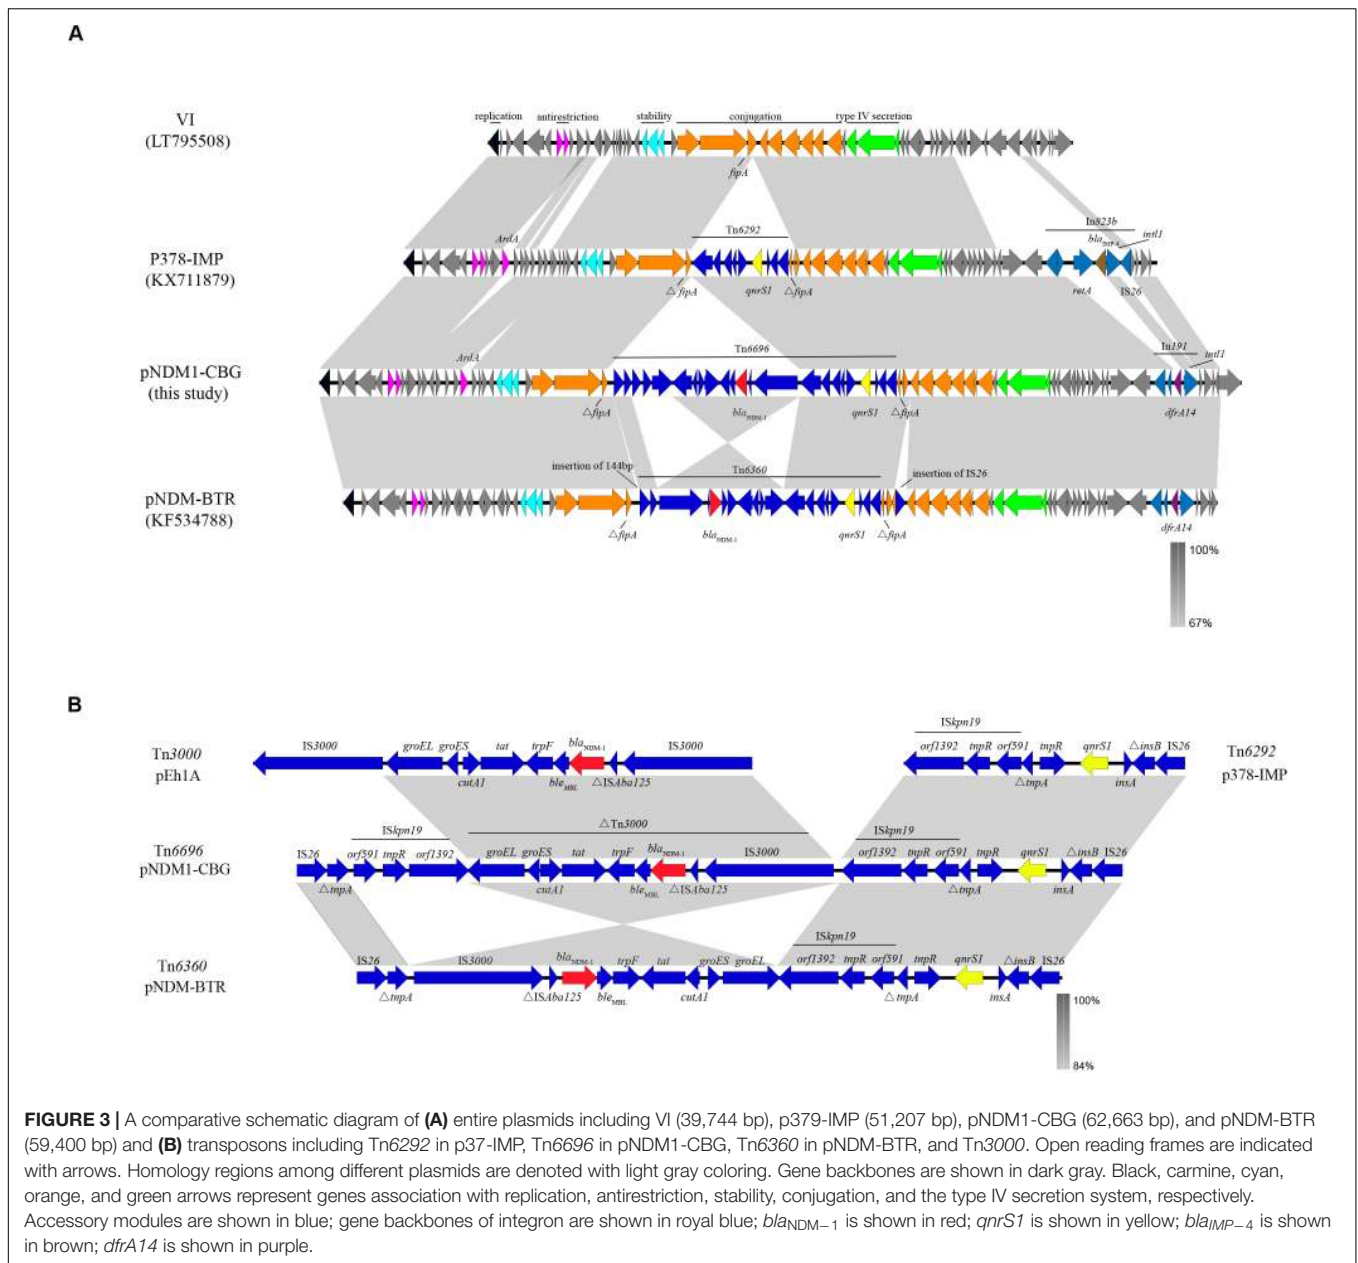 A
replication antirestriction stability conjugation type IV secretion
VI
(LT795508)
fipA
Tn6292
In823b
ArdA
intI1
P378-IMP
(KX711879)
△fipA qnrS1 △fipA retA IS26
Tn6696
In191
ArdA
intI1
pNDM1-CBG
(this study)
△fipA blaNDM-1 qnrS1 △fipA dfrA14
insertion of 144bp Tn6360 insertion of IS26
pNDM-BTR
(KF534788)
△fipA blaNDM-1 qnrS1 △fipA dfrA14
100%
67%
B
Tn3000
pEh1A
IS3000 groEL groES tat trpF blaNDM-1 IS3000
cutA1 bleMBL △ISAba125
ISkpn19
orf1392 tnpR orf591 tnpR qnrS1 △insB IS26
△tnpA insA
Tn6292
p378-IMP
ISkpn19 △Tn3000 ISkpn19
Tn6696
pNDM1-CBG
IS26 orf591 tnpR orf1392 groEL groES tat trpF blaNDM-1 IS3000 orf1392 tnpR orf591 tnpR qnrS1 △insB IS26
△tnpA cutA1 bleMBL △ISAba125 △tnpA insA
ISkpn19
Tn6360
pNDM-BTR
IS26 IS3000 blaNDM-1 trpF tat groES groEL orf1392 tnpR orf591 tnpR qnrS1 △insB IS26
△tnpA △ISAba125 bleMBL cutA1 △tnpA insA
100%
84%
FIGURE 3 | A comparative schematic diagram of (A) entire plasmids including VI (39,744 bp), p379-IMP (51,207 bp), pNDM1-CBG (62,663 bp), and pNDM-BTR
(59,400 bp) and (B) transposons including Tn6292 in p37-IMP, Tn6696 in pNDM1-CBG, Tn6360 in pNDM-BTR, and Tn3000. Open reading frames are indicated
with arrows. Homology regions among different plasmids are denoted with light gray coloring. Gene backbones are shown in dark gray. Black, carmine, cyan,
orange, and green arrows represent genes association with replication, antirestriction, stability, conjugation, and the type IV secretion system, respectively.
Accessory modules are shown in blue; gene backbones of integron are shown in royal blue; blaNDM−1 is shown in red; qnrS1 is shown in yellow; blaIMP−4 is shown
in brown; dfrA14 is shown in purple.